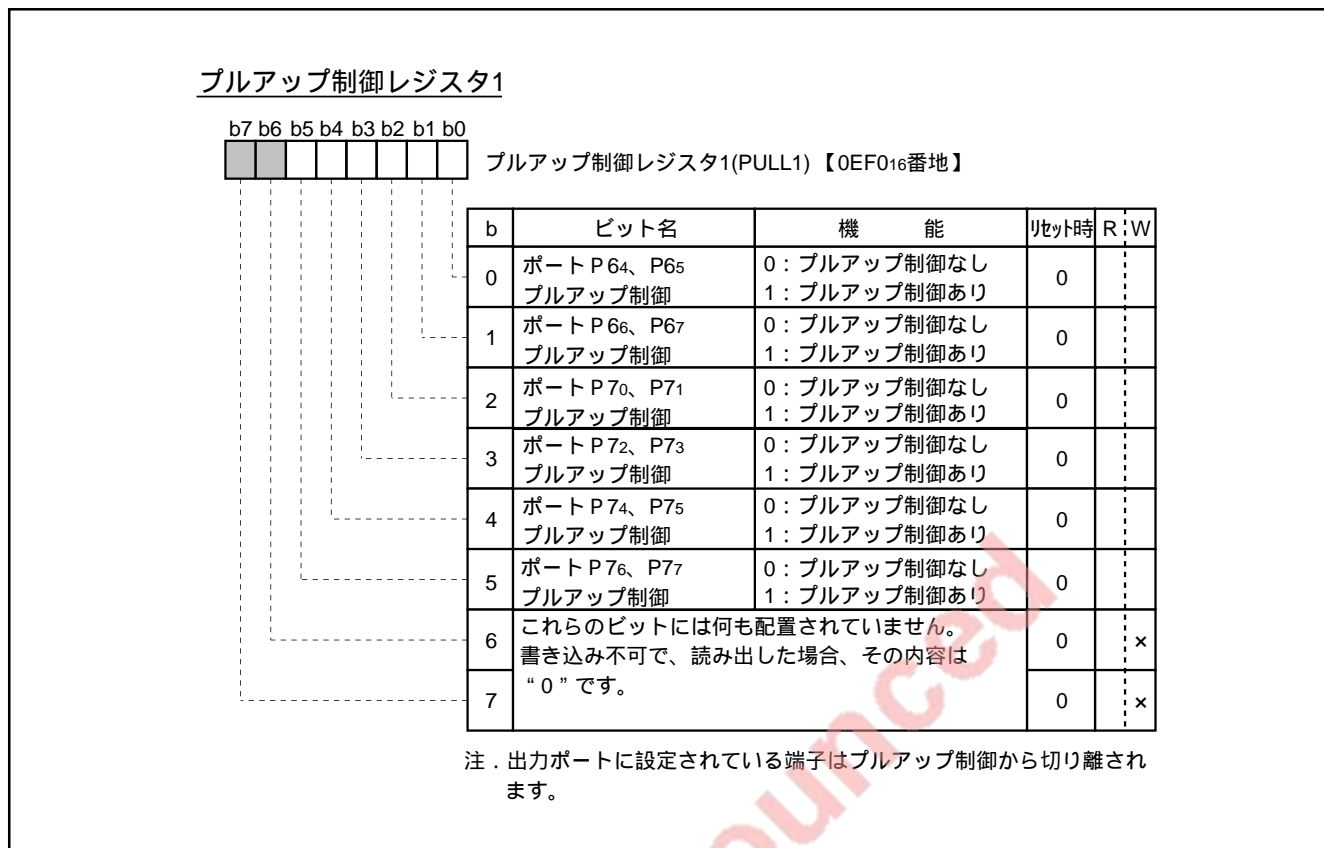 プルアップ制御レジスタ1
b7 b6 b5 b4 b3 b2 b1 b0
プルアップ制御レジスタ1(PULL1)【0EF016番地】
b ビット名 機 能 リセット時 R W
0 ポートP64、P65 0：プルアップ制御なし 0
プルアップ制御 1：プルアップ制御あり
1 ポートP66、P67 0：プルアップ制御なし 0
プルアップ制御 1：プルアップ制御あり
2 ポートP70、P71 0：プルアップ制御なし 0
プルアップ制御 1：プルアップ制御あり
3 ポートP72、P73 0：プルアップ制御なし 0
プルアップ制御 1：プルアップ制御あり
4 ポートP74、P75 0：プルアップ制御なし 0
プルアップ制御 1：プルアップ制御あり
5 ポートP76、P77 0：プルアップ制御なし 0
プルアップ制御 1：プルアップ制御あり
6 これらのビットには何も配置されていません。 0 ×
書き込み不可で、読み出した場合、その内容は
7 “0”です。 0 ×
注．出力ポートに設定されている端子はプルアップ制御から切り離され
ます。